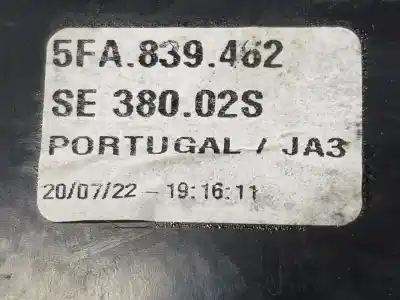 5FA.839.462
SE 380.02S
PORTUGAL / JA3
20/07/22 - 19:16:11